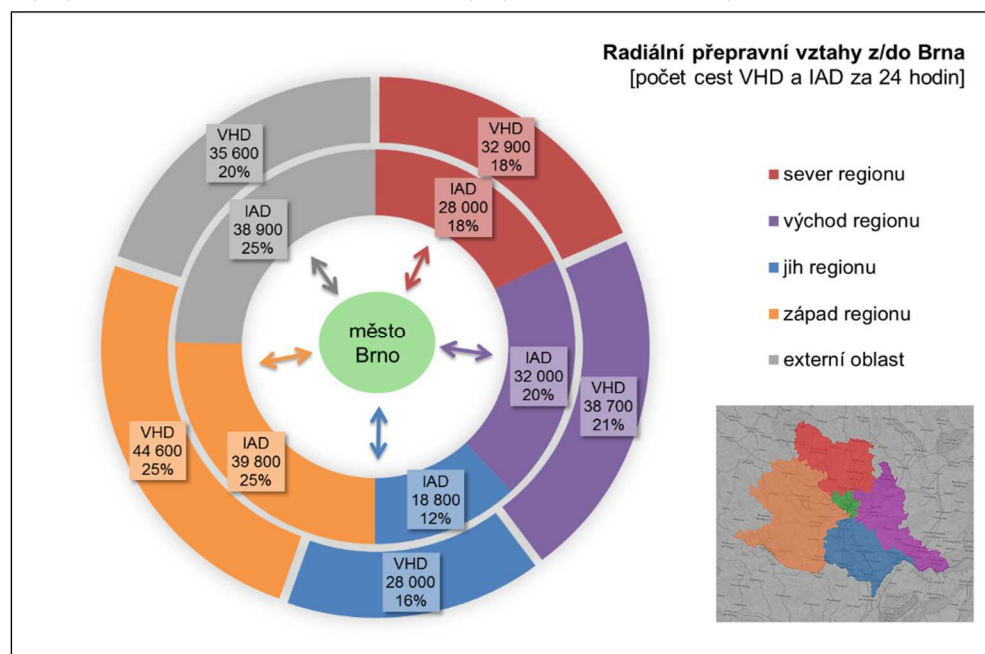 Radiální přepravní vztahy z/do Brna
[počet cest VHD a IAD za 24 hodin]
VHD
35 600
20%
VHD
32 900
18%
IAD
38 900
25%
IAD
28 000
18%
město
Brno
IAD
32 000
20%
VHD
38 700
21%
VHD
44 600
25%
IAD
39 800
25%
IAD
18 800
12%
VHD
28 000
16%
sever regionu
východ regionu
jih regionu
západ regionu
externí oblast